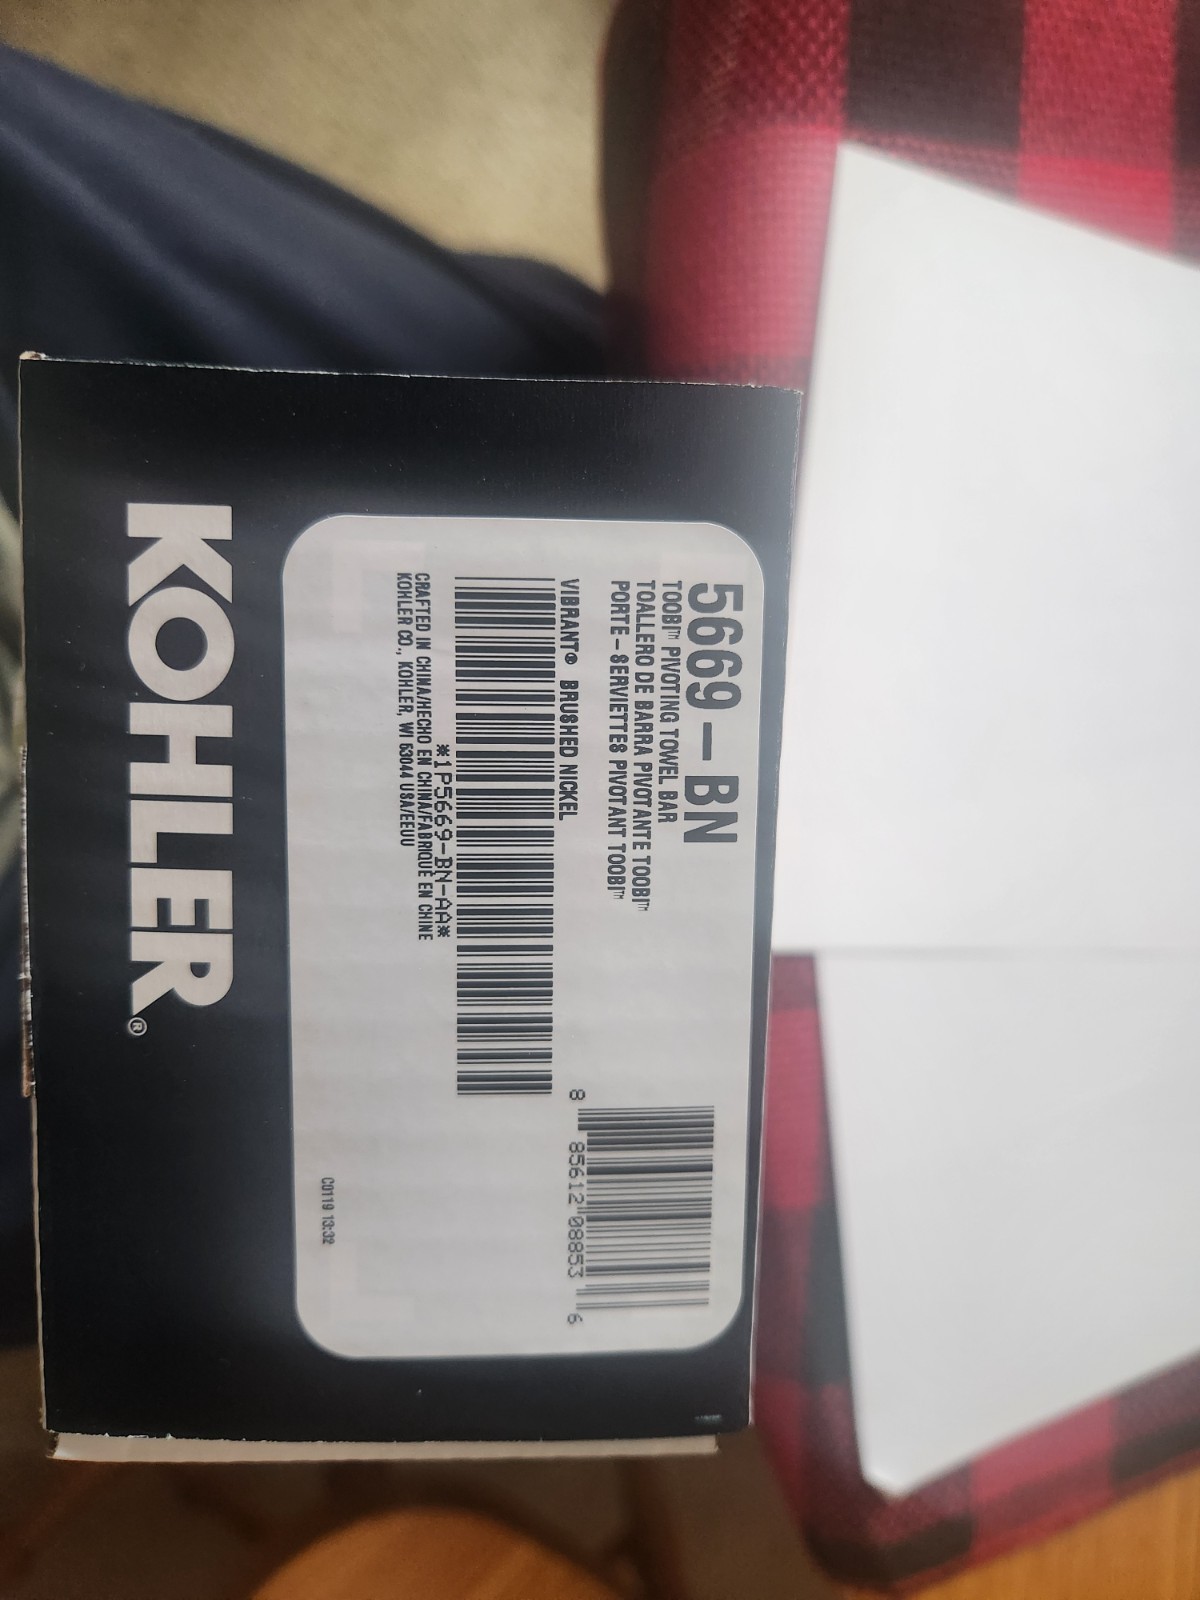 5669-BN
TOOBI™ PIVOTING TOWEL BAR
TOALLERO DE BARRA PIVOTANTE TOOBI™
PORTE-SERVIETTES PIVOTANT TOOBI™
8 85612 08853 6
VIBRANT® BRUSHED NICKEL
*1P5669-BN-AA*
CRAFTED IN CHINA/HECHO EN CHINA/FABRIQUÉ EN CHINE
KOHLER CO., KOHLER, WI 53044 USA/EEUU
C0119 13:32
KOHLER®